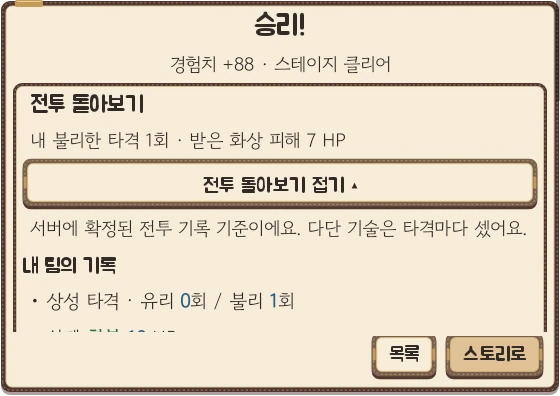 승리!
경험치 +88 · 스테이지 클리어
전투 돌아보기
내 불리한 타격 1회 · 받은 화상 피해 7 HP
전투 돌아보기 접기 ▴
서버에 확정된 전투 기록 기준이에요. 다단 기술은 타격마다 셌어요.
내 팀의 기록
• 상성 타격 · 유리 0회 / 불리 1회
목록
스토리로